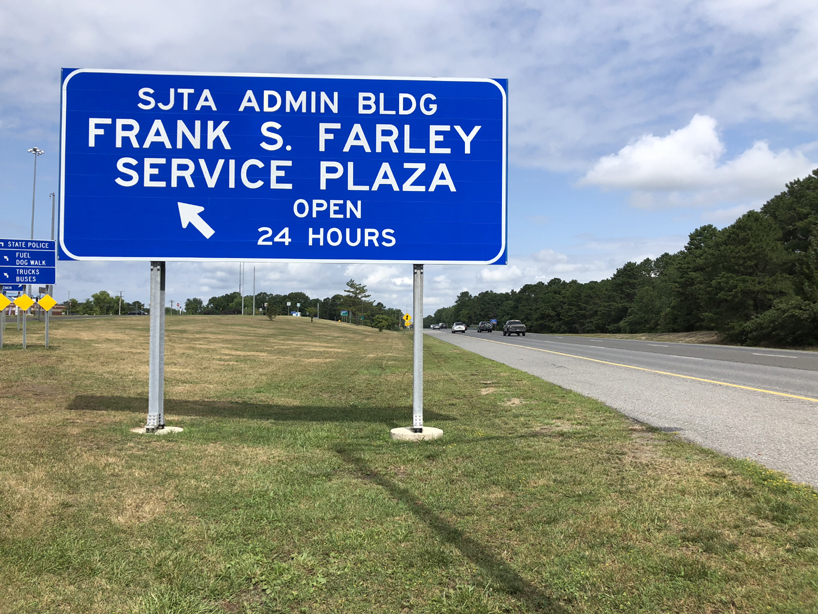 SJTA ADMIN BLDG
FRANK S. FARLEY
SERVICE PLAZA
OPEN
24 HOURS
STATE POLICE
FUEL
DOG WALK
TRUCKS
BUSES